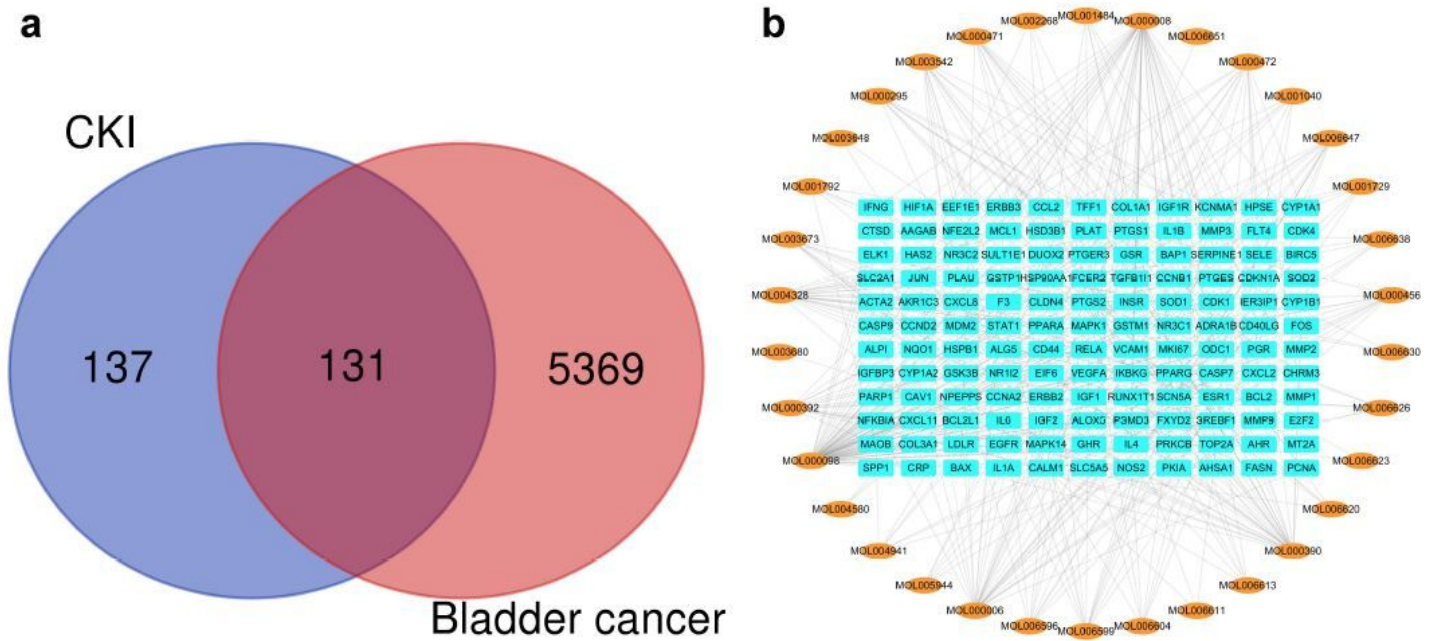 a
CKI
137
131
5369
Bladder cancer
b
MOL001484
MOL002268
MOL000008
MOL000471
MOL006651
MOL003542
MOL000472
MOL000295
MOL001040
MOL003648
MOL006647
MOL001792
MOL001729
MOL003673
MOL006638
MOL004328
MOL000456
MOL003680
MOL006630
MOL000392
MOL006626
MOL000098
MOL006623
MOL004580
MOL006620
MOL004941
MOL000390
MOL005944
MOL006613
MOL000006
MOL006611
MOL006596
MOL006599
MOL006604
IFNG HIF1A EEF1E1 ERBB3 CCL2 TFF1 COL1A1 IGF1R KCNMA1 HPSE CYP1A1
CTSD AAGAB NFE2L2 MCL1 HSD3B1 PLAT PTGS1 IL1B MMP3 FLT4 CDK4
ELK1 HAS2 NR3C2 SULT1E1 DUOX2 PTGER3 GSR BAP1 SERPINE1 SELE BIRC5
SLC2A1 JUN PLAU GSTP1 HSP90AA1 FCER2 TGFB1I1 CCNB1 PTGES CDKN1A SOD2
ACTA2 AKR1C3 CXCL8 F3 CLDN4 PTGS2 INSR SOD1 CDK1 IER3IP1 CYP1B1
CASP9 CCND2 MDM2 STAT1 PPARA MAPK1 GSTM1 NR3C1 ADRA1B CD40LG FOS
ALPI NQO1 HSPB1 ALG5 CD44 RELA VCAM1 MKI67 ODC1 PGR MMP2
IGFBP3 CYP1A2 GSK3B NR1I2 EIF6 VEGFA IKBKG PPARG CASP7 CXCL2 CHRM3
PARP1 CAV1 NPEPPS CCNA2 ERBB2 IGF1 RUNX1T1 SCN5A ESR1 BCL2 MMP1
NFKBIA CXCL11 BCL2L1 IL6 IGF2 ALOX5 PSMD3 FXYD2 SREBF1 MMP9 E2F2
MAOB COL3A1 LDLR EGFR MAPK14 GHR IL4 PRKCB TOP2A AHR MT2A
SPP1 CRP BAX IL1A CALM1 SLC5A5 NOS2 PKIA AHSA1 FASN PCNA